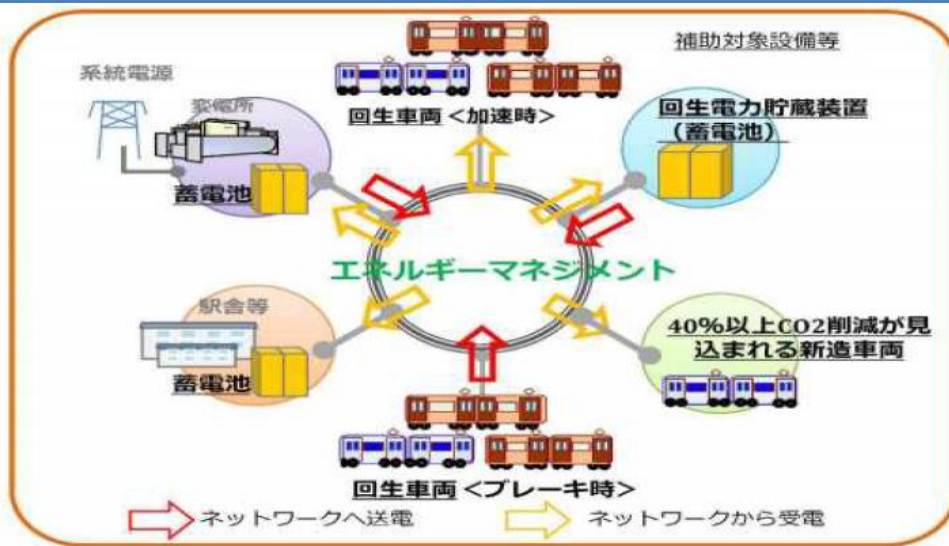 補助対象設備等
系統電源
変電所
蓄電池
回生車両＜加速時＞
回生電力貯蔵装置
（蓄電池）
エネルギーマネジメント
駅舎等
蓄電池
40%以上CO2削減が見
込まれる新造車両
回生車両＜ブレーキ時＞
ネットワークへ送電
ネットワークから受電